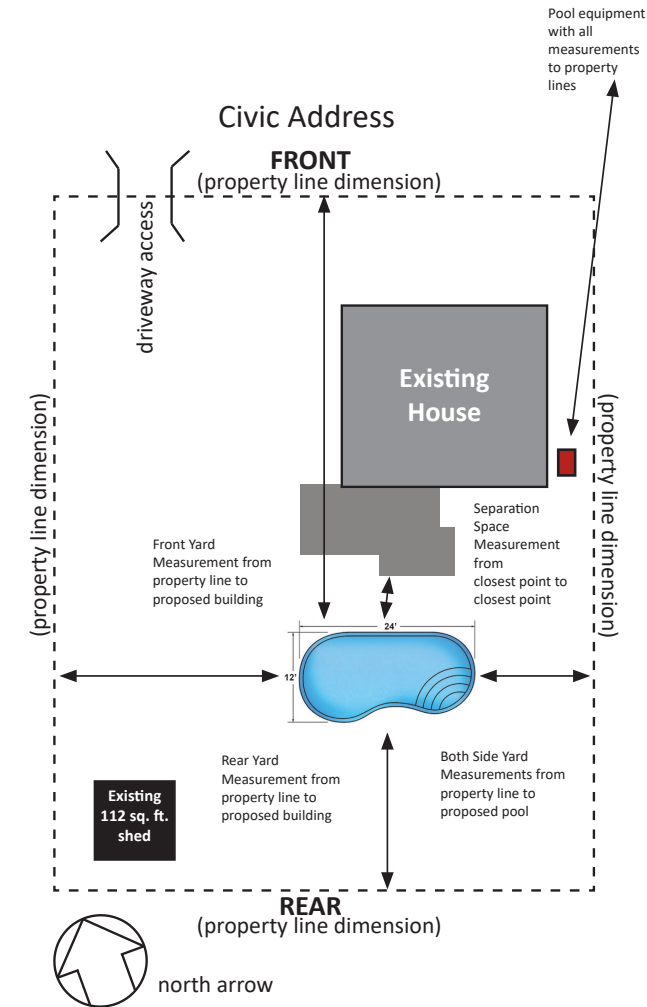 Pool equipment
with all
measurements
to property
lines
Civic Address
FRONT
(property line dimension)
driveway access
Existing
House
(property line dimension)
(property line dimension)
Separation
Space
Measurement
from
closest point to
closest point
Front Yard
Measurement from
property line to
proposed building
24'
12'
Rear Yard
Measurement from
property line to
proposed building
Both Side Yard
Measurements from
property line to
proposed pool
Existing
112 sq. ft.
shed
REAR
(property line dimension)
north arrow